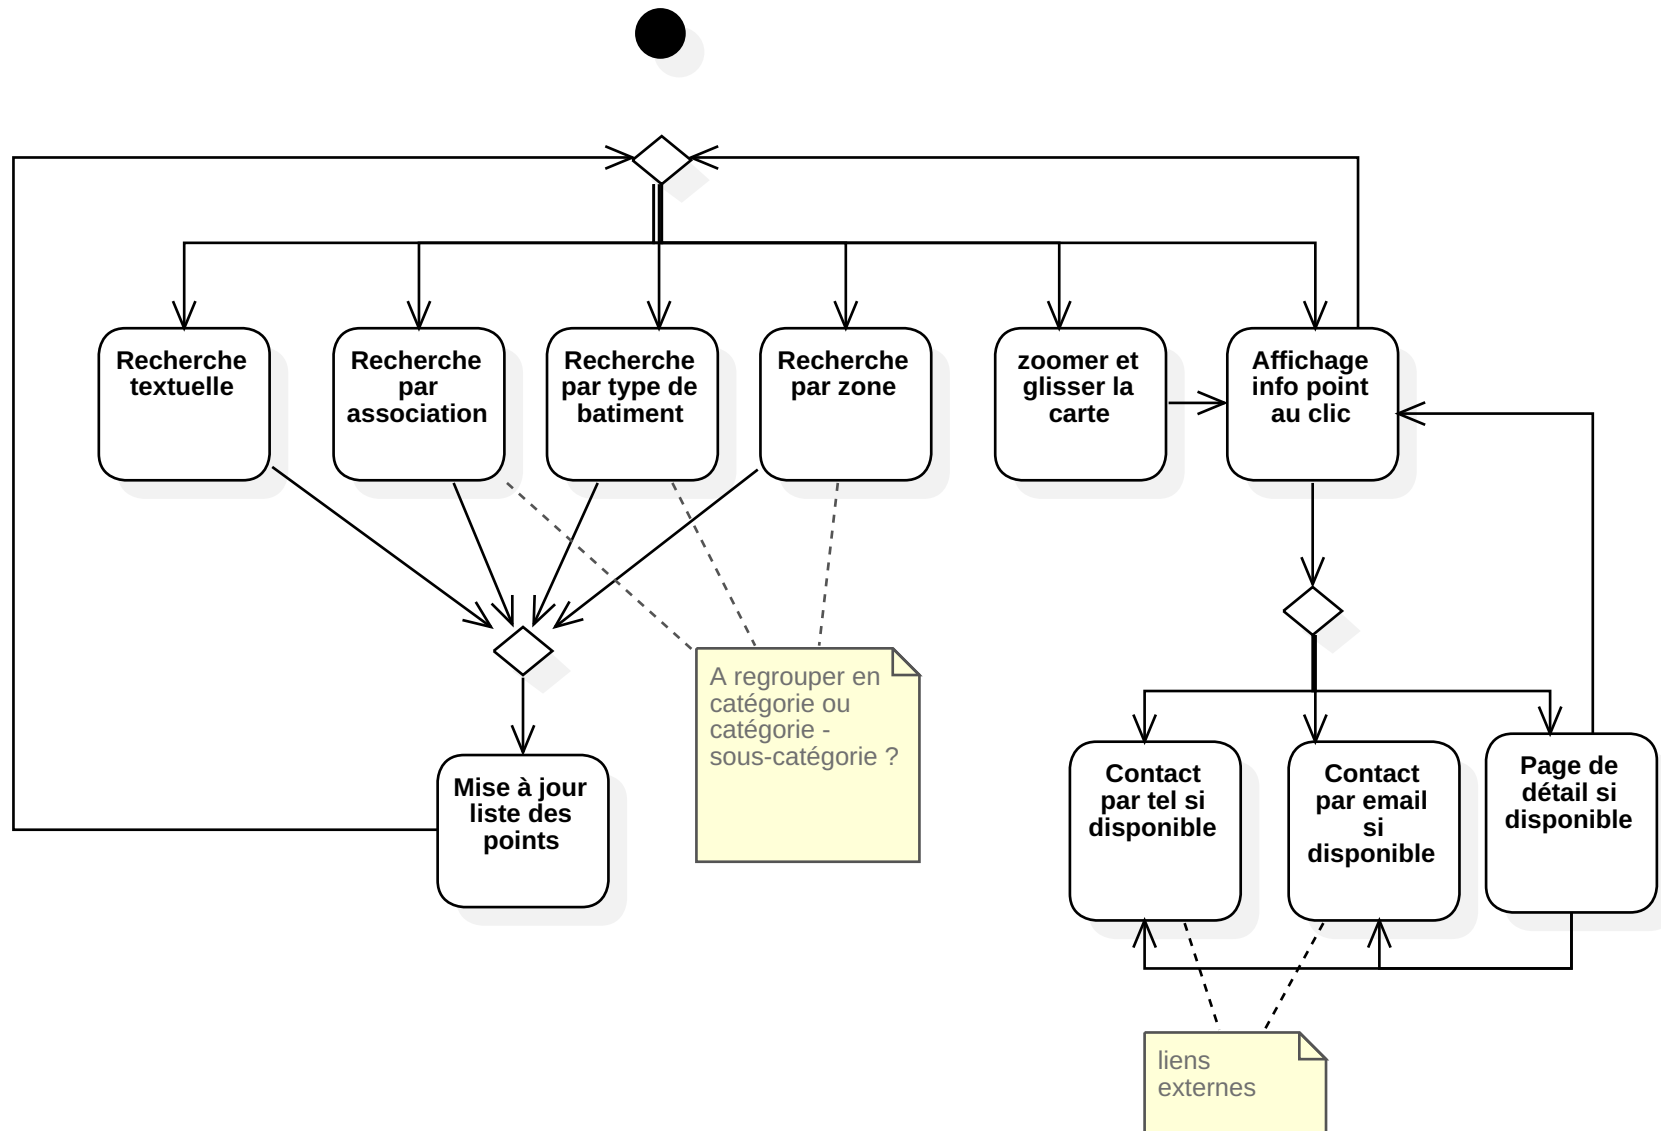 Recherche
textuelle
Recherche
par
association
Recherche
par type de
batiment
Recherche
par zone
zoomer et
glisser la
carte
Affichage
info point
au clic
A regrouper en
catégorie ou
catégorie -
sous-catégorie ?
Mise à jour
liste des
points
Contact
par tel si
disponible
Contact
par email
si
disponible
Page de
détail si
disponible
liens
externes